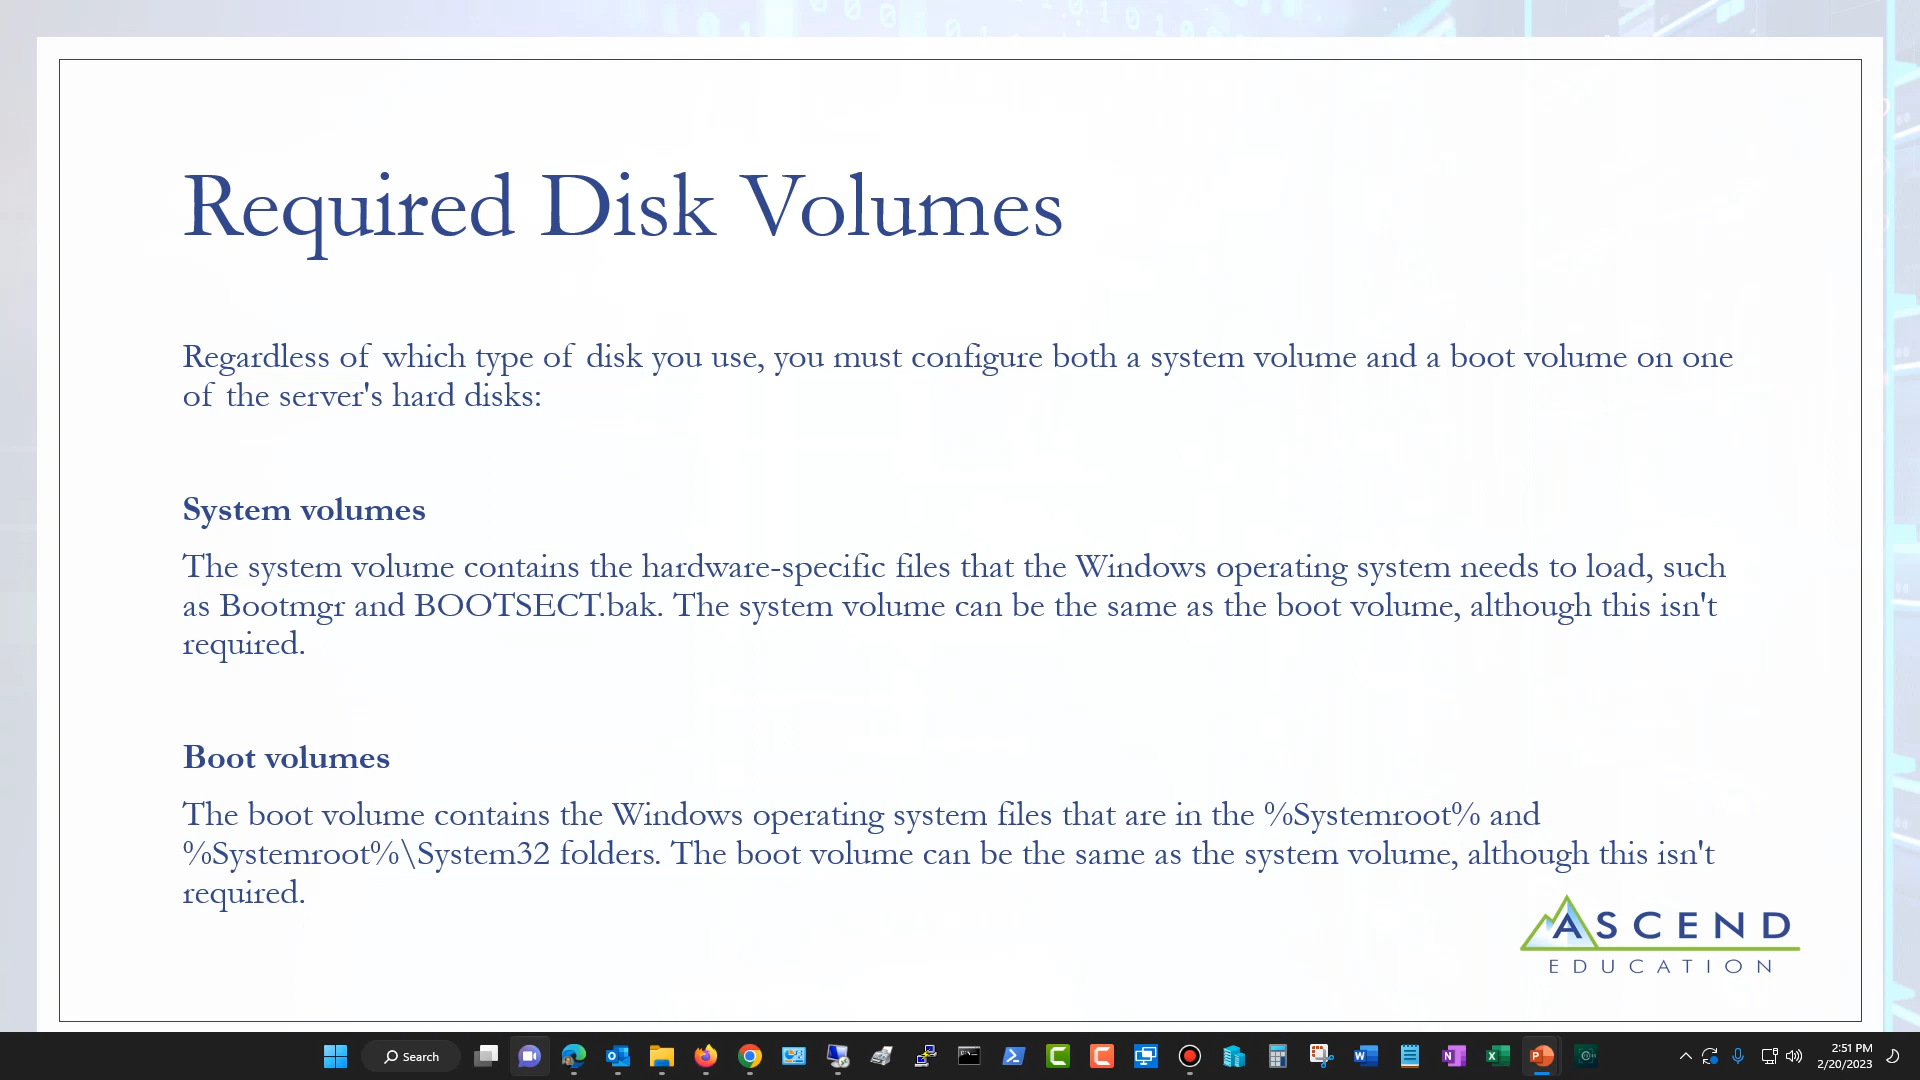 Required Disk Volumes
Regardless of which type of disk you use, you must configure both a system volume and a boot volume on one
of the server's hard disks:
System volumes
The system volume contains the hardware-specific files that the Windows operating system needs to load, such
as Bootmgr and BOOTSECT.bak. The system volume can be the same as the boot volume, although this isn't
required.
Boot volumes
The boot volume contains the Windows operating system files that are in the %Systemroot% and
%Systemroot%\System32 folders. The boot volume can be the same as the system volume, although this isn't
required.
ASCEND
EDUCATION
Search
2:51 PM
2/20/2023